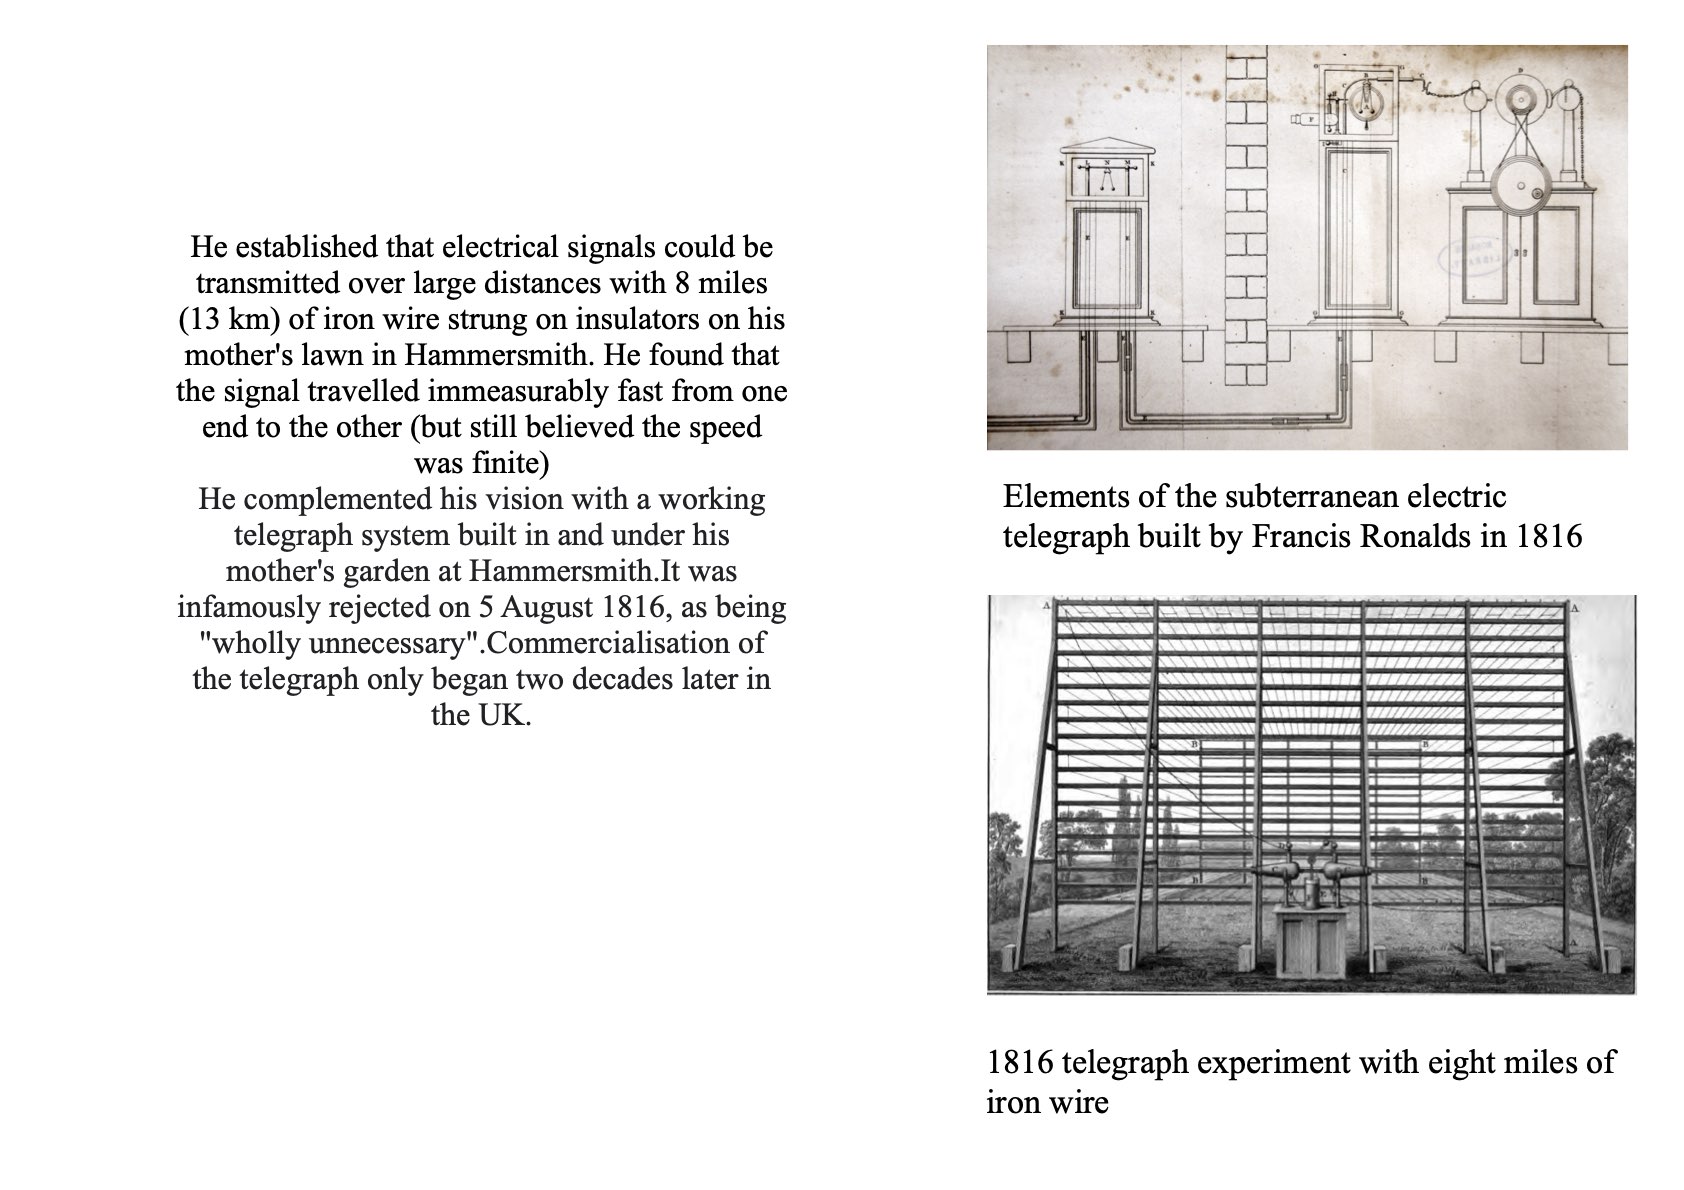 He established that electrical signals could be
transmitted over large distances with 8 miles
(13 km) of iron wire strung on insulators on his
mother's lawn in Hammersmith. He found that
the signal travelled immeasurably fast from one
end to the other (but still believed the speed
was finite)
He complemented his vision with a working
telegraph system built in and under his
mother's garden at Hammersmith.It was
infamously rejected on 5 August 1816, as being
"wholly unnecessary".Commercialisation of
the telegraph only began two decades later in
the UK.
K L N M K
E E
K K
B C D
F
Elements of the subterranean electric
telegraph built by Francis Ronalds in 1816
A A
B B
B B
A
1816 telegraph experiment with eight miles of
iron wire